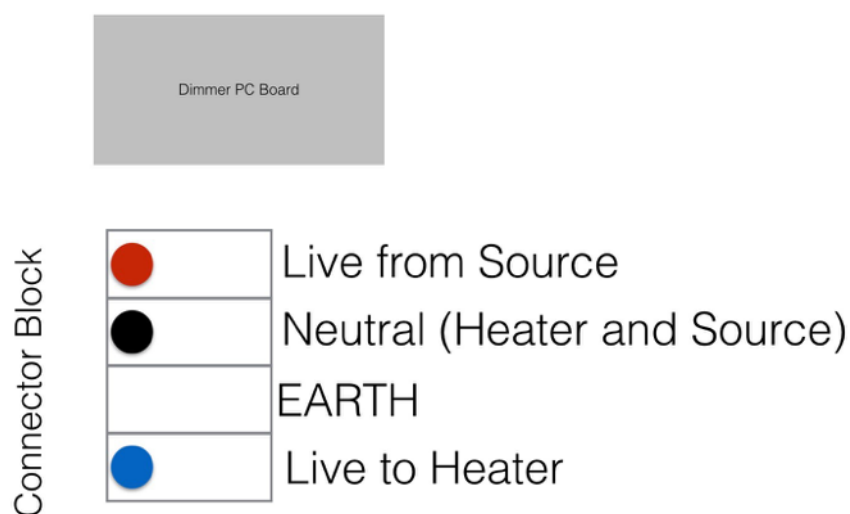 Dimmer PC Board
Connector Block
Live from Source
Neutral (Heater and Source)
EARTH
Live to Heater